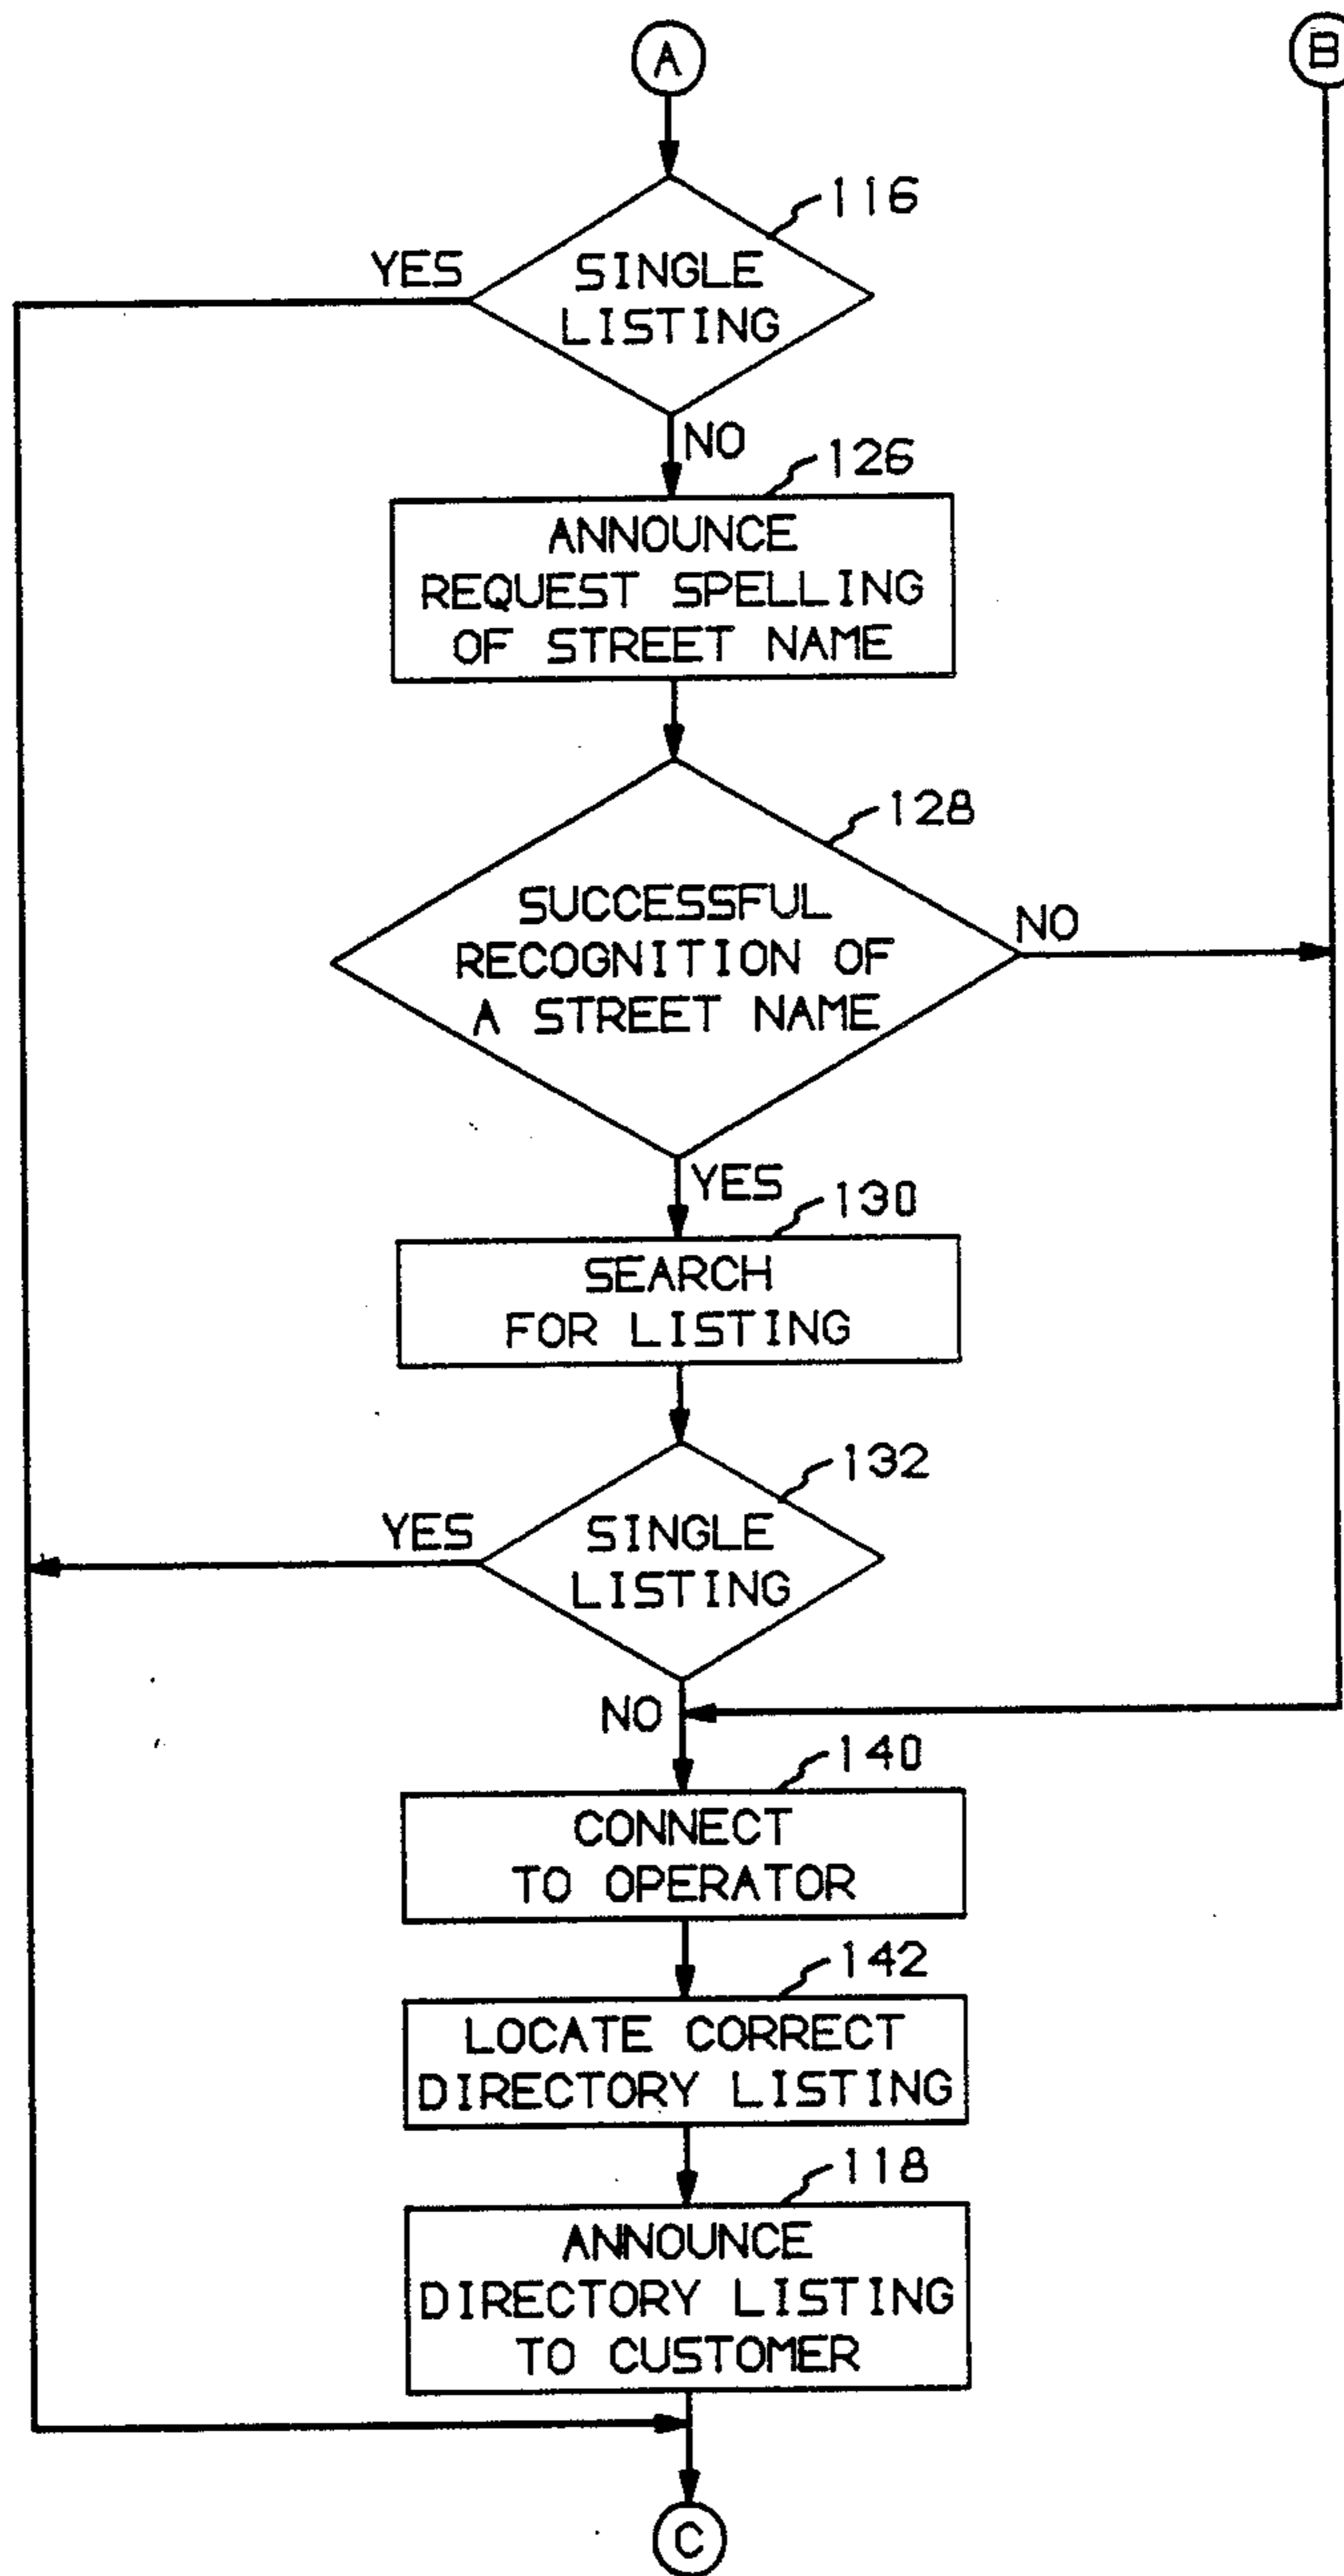 A
B
116
YES
SINGLE
LISTING
NO
126
ANNOUNCE
REQUEST SPELLING
OF STREET NAME
128
SUCCESSFUL
RECOGNITION OF
A STREET NAME
NO
YES
130
SEARCH
FOR LISTING
132
YES
SINGLE
LISTING
NO
140
CONNECT
TO OPERATOR
142
LOCATE CORRECT
DIRECTORY LISTING
118
ANNOUNCE
DIRECTORY LISTING
TO CUSTOMER
C